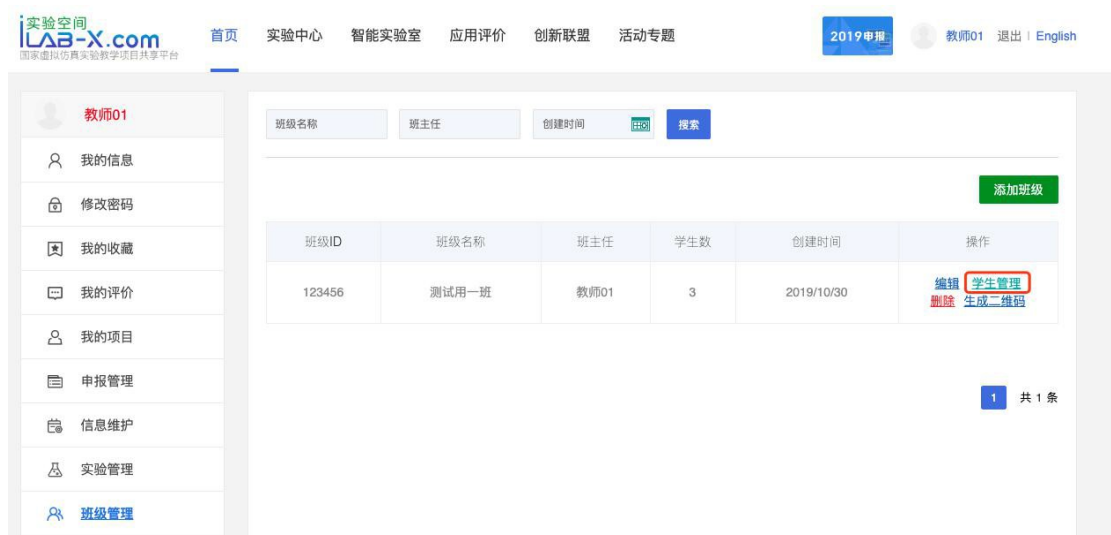 实验空间
iLAB-X.com
国家虚拟仿真实验教学项目共享平台
首页 实验中心 智能实验室 应用评价 创新联盟 活动专题
2019申报
教师01 退出 | English
教师01
我的信息
修改密码
我的收藏
我的评价
我的项目
申报管理
信息维护
实验管理
班级管理
班级名称 班主任 创建时间 搜索
添加班级
班级ID 班级名称 班主任 学生数 创建时间 操作
123456 测试用一班 教师01 3 2019/10/30 编辑 学生管理
删除 生成二维码
1 共 1 条